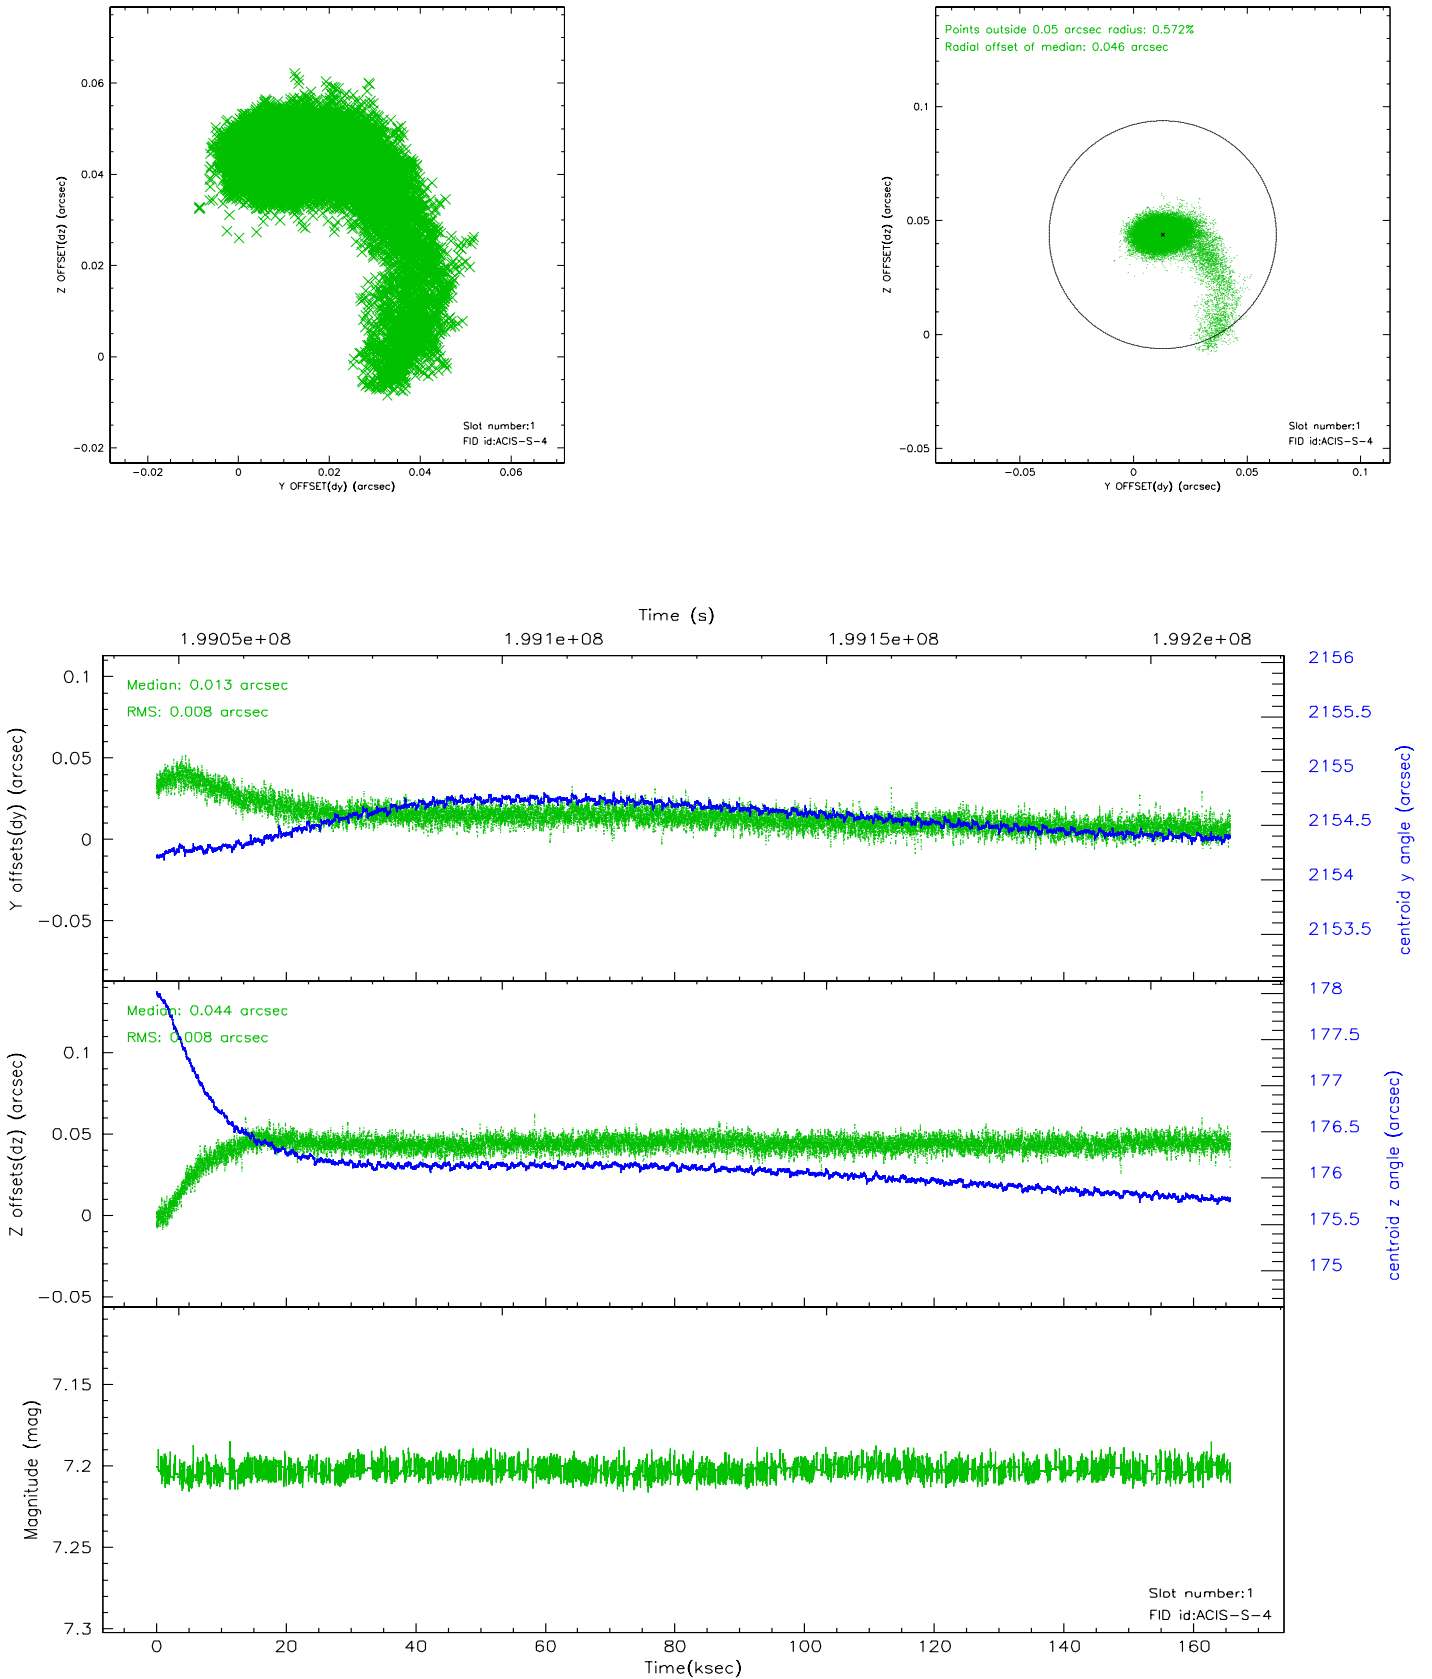 0.06
0.04
0.02
0
−0.02
Z OFFSET(dz) (arcsec)
−0.02 0 0.02 0.04 0.06
Y OFFSET(dy) (arcsec)
Slot number:1
FID id:ACIS−S−4
Points outside 0.05 arcsec radius: 0.572%
Radial offset of median: 0.046 arcsec
0.1
0.05
0
−0.05
Z OFFSET(dz) (arcsec)
−0.05 0 0.05 0.1
Y OFFSET(dy) (arcsec)
Slot number:1
FID id:ACIS−S−4
Time (s)
1.9905e+08 1.991e+08 1.9915e+08 1.992e+08
Median: 0.013 arcsec
RMS: 0.008 arcsec
0.1
0.05
0
−0.05
Y offsets(dy) (arcsec)
2156
2155.5
2155
2154.5
2154
2153.5
centroid y angle (arcsec)
Median: 0.044 arcsec
RMS: 0.008 arcsec
0.1
0.05
0
−0.05
Z offsets(dz) (arcsec)
178
177.5
177
176.5
176
175.5
175
centroid z angle (arcsec)
7.15
7.2
7.25
7.3
Magnitude (mag)
Slot number:1
FID id:ACIS−S−4
0 20 40 60 80 100 120 140 160
Time(ksec)